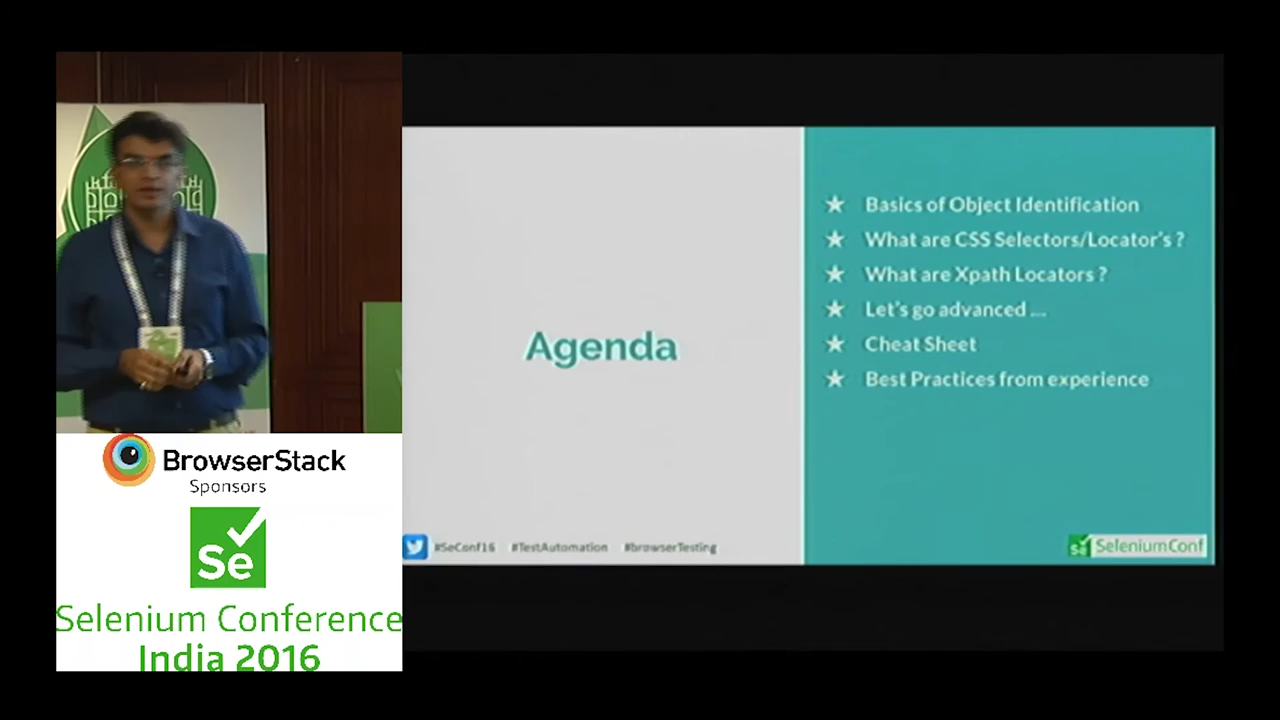 BrowserStack
Sponsors
Se
Selenium Conference
India 2016
Agenda
Basics of Object Identification
What are CSS Selectors/Locator's ?
What are Xpath Locators ?
Let's go advanced ...
Cheat Sheet
Best Practices from experience
#SeConf16 #TestAutomation #browserTesting
Se SeleniumConf